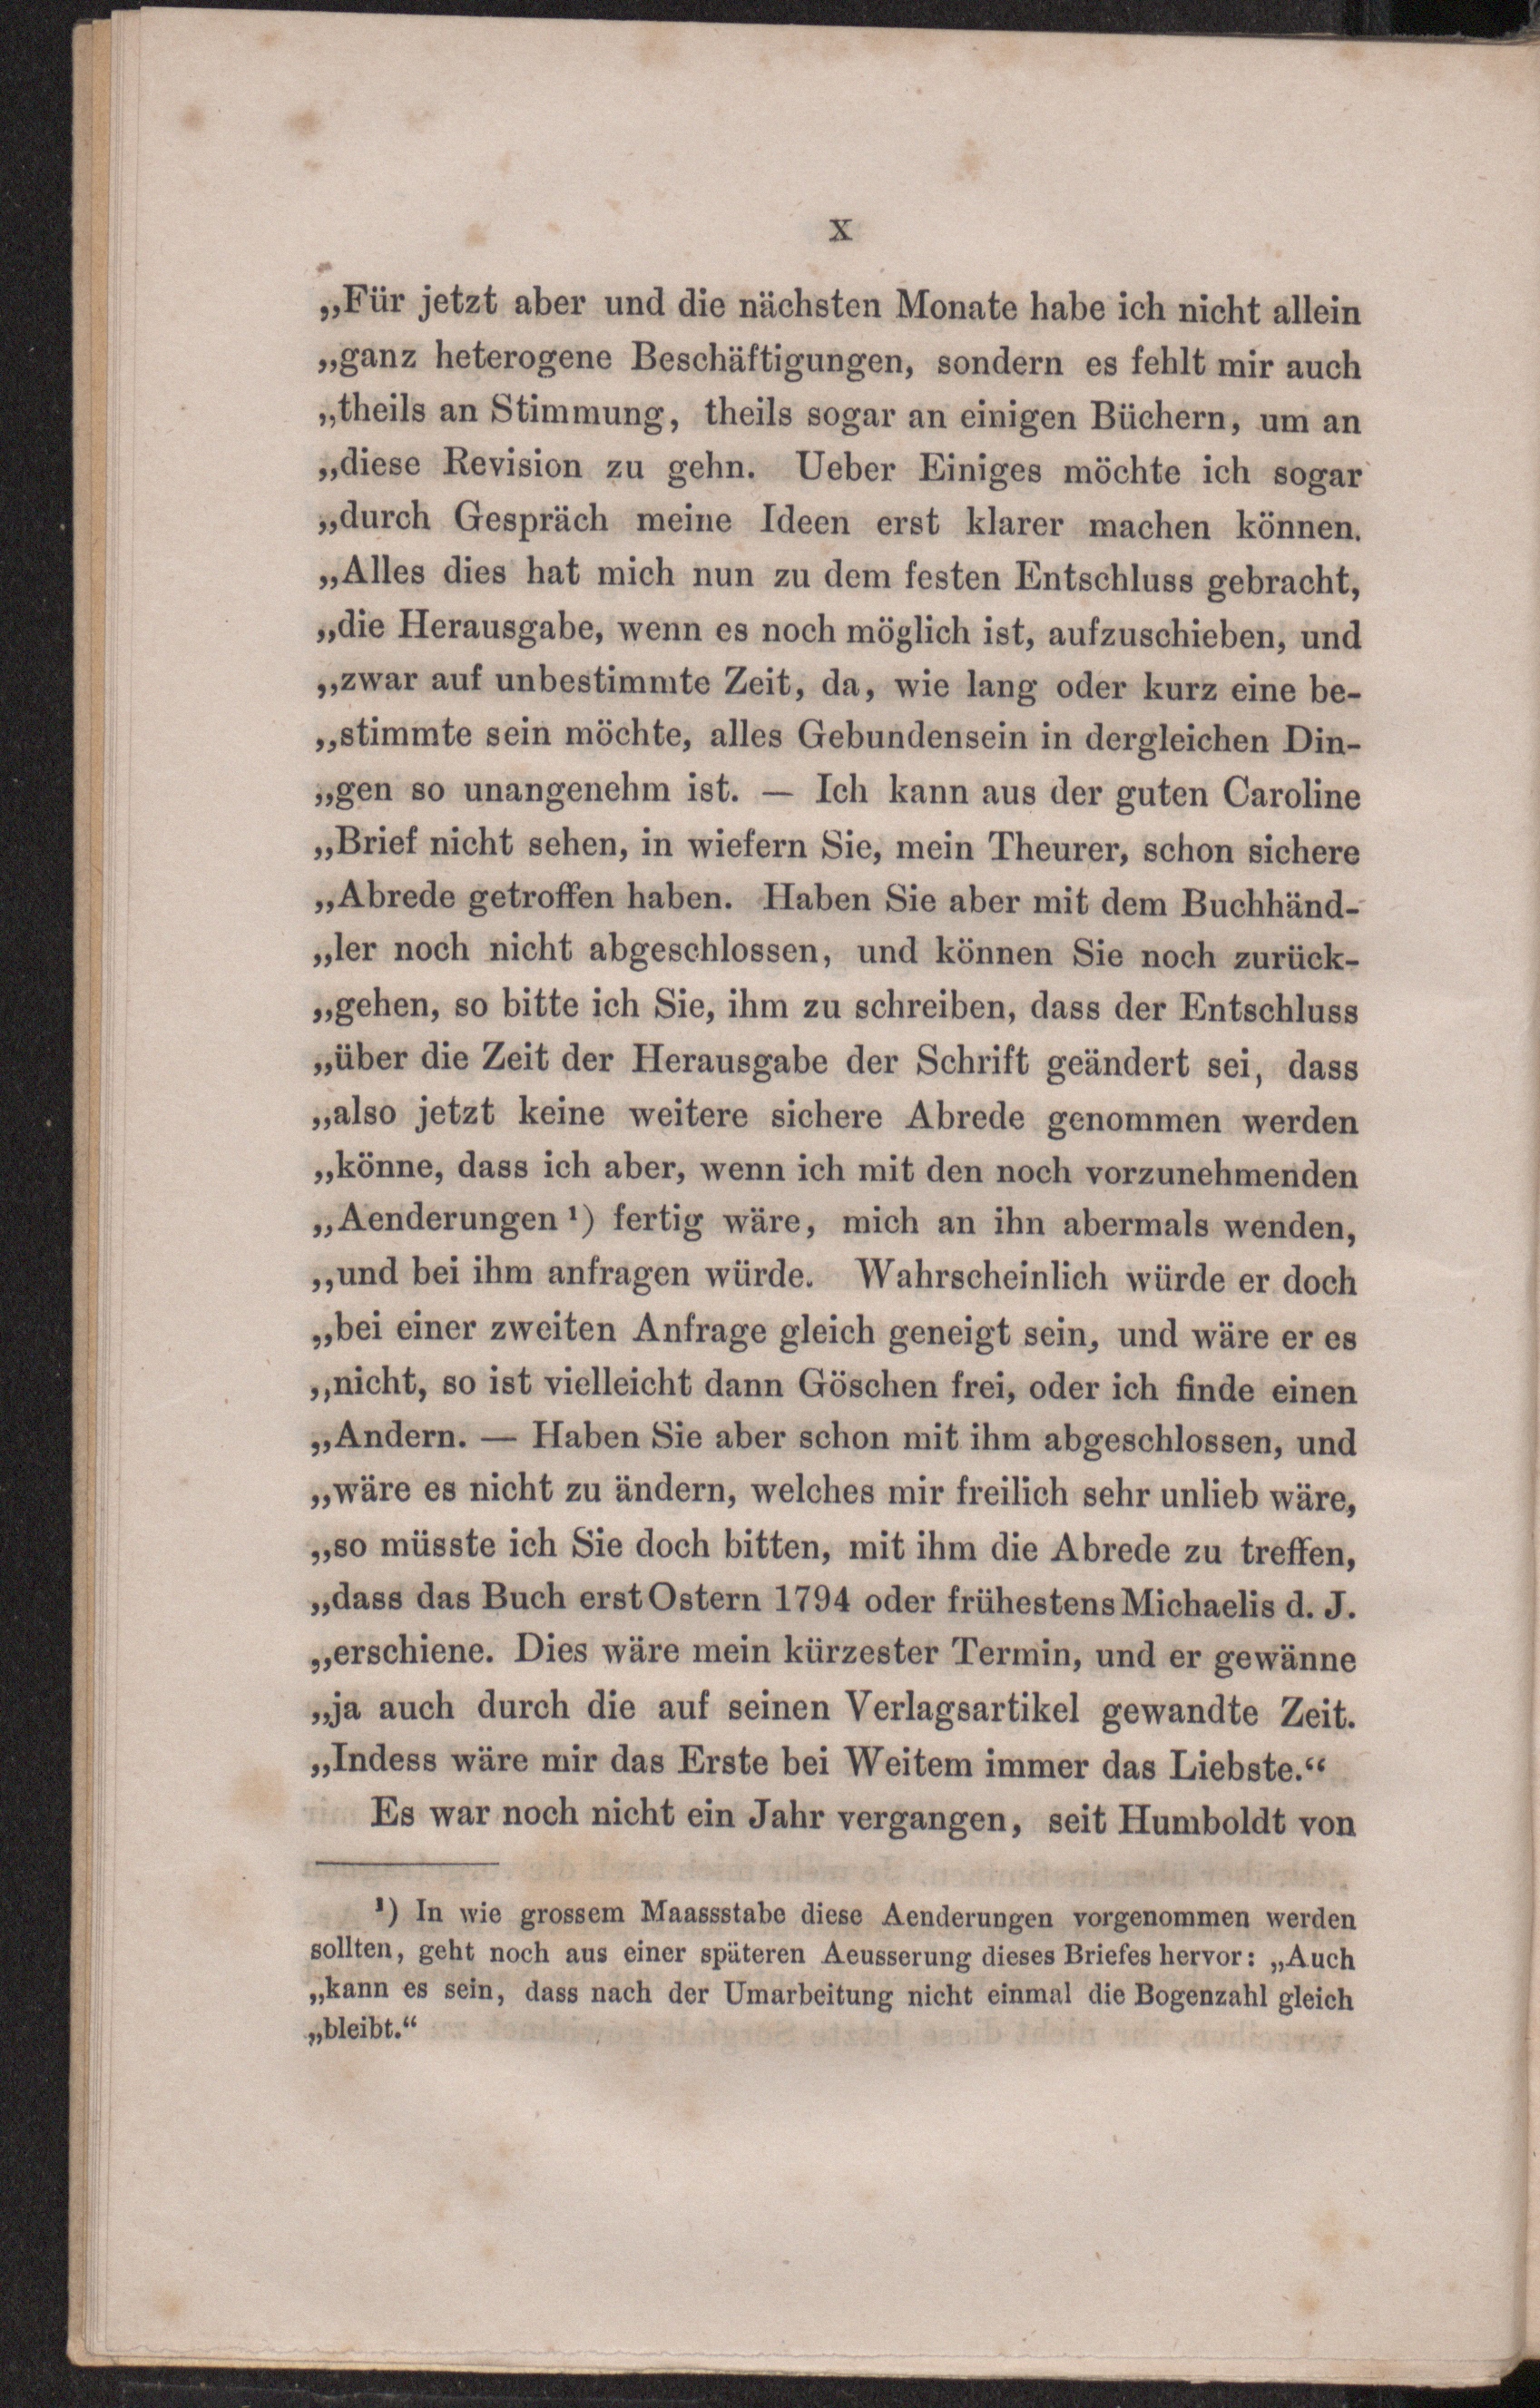 X
„Für jetzt aber und die nächsten Monate habe ich nicht allein
„ganz heterogene Beschäftigungen, sondern es fehlt mir auch
„theils an Stimmung, theils sogar an einigen Büchern, um an
„diese Revision zu gehn. Ueber Einiges möchte ich sogar
„durch Gespräch meine Ideen erst klarer machen können.
„Alles dies hat mich nun zu dem festen Entschluss gebracht,
„die Herausgabe, wenn es noch möglich ist, aufzuschieben, und
„zwar auf unbestimmte Zeit, da, wie lang oder kurz eine be-
„stimmte sein möchte, alles Gebundensein in dergleichen Din-
„gen so unangenehm ist. — Ich kann aus der guten Caroline
„Brief nicht sehen, in wiefern Sie, mein Theurer, schon sichere
„Abrede getroffen haben. Haben Sie aber mit dem Buchhänd-
„ler noch nicht abgeschlossen, und können Sie noch zurück-
„gehen, so bitte ich Sie, ihm zu schreiben, dass der Entschluss
„über die Zeit der Herausgabe der Schrift geändert sei, dass
„also jetzt keine weitere sichere Abrede genommen werden
„könne, dass ich aber, wenn ich mit den noch vorzunehmenden
„Aenderungen ¹) fertig wäre, mich an ihn abermals wenden,
„und bei ihm anfragen würde. Wahrscheinlich würde er doch
„bei einer zweiten Anfrage gleich geneigt sein, und wäre er es
„nicht, so ist vielleicht dann Göschen frei, oder ich finde einen
„Andern. — Haben Sie aber schon mit ihm abgeschlossen, und
„wäre es nicht zu ändern, welches mir freilich sehr unlieb wäre,
„so müsste ich Sie doch bitten, mit ihm die Abrede zu treffen,
„dass das Buch erst Ostern 1794 oder frühestens Michaelis d. J.
„erschiene. Dies wäre mein kürzester Termin, und er gewänne
„ja auch durch die auf seinen Verlagsartikel gewandte Zeit.
„Indess wäre mir das Erste bei Weitem immer das Liebste.“
Es war noch nicht ein Jahr vergangen, seit Humboldt von
¹) In wie grossem Maassstabe diese Aenderungen vorgenommen werden
sollten, geht noch aus einer späteren Aeusserung dieses Briefes hervor: „Auch
„kann es sein, dass nach der Umarbeitung nicht einmal die Bogenzahl gleich
„bleibt.“